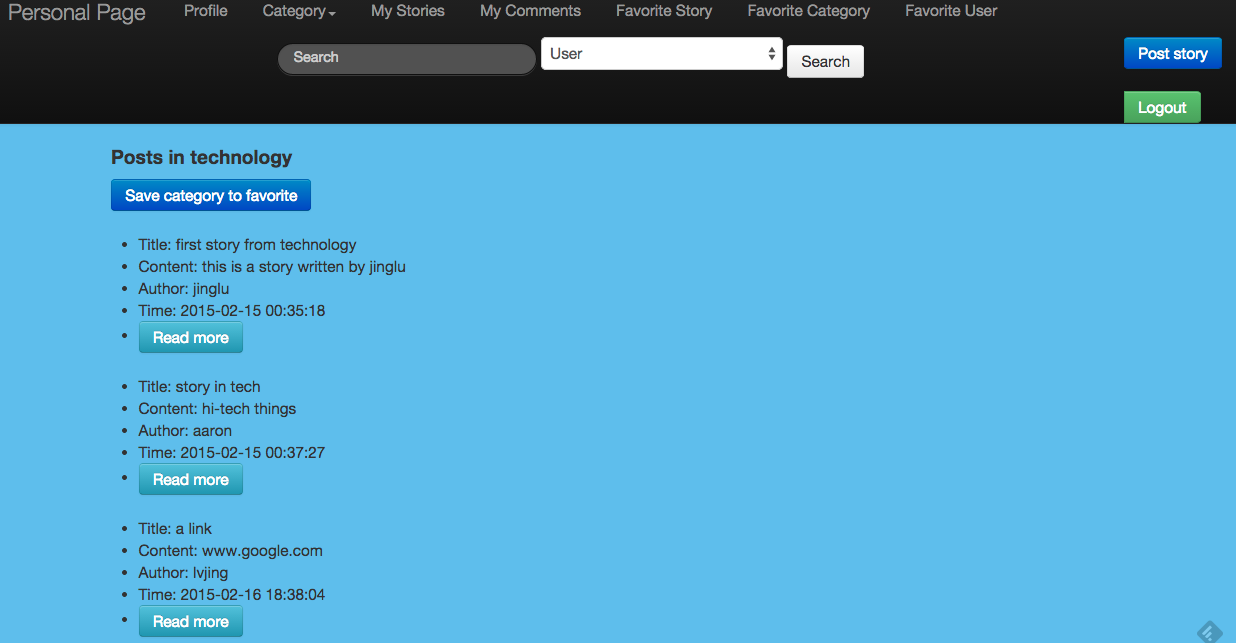 Personal Page Profile Category My Stories My Comments Favorite Story Favorite Category Favorite User
Search User Search Post story
Logout
Posts in technology
Save category to favorite
Title: first story from technology
Content: this is a story written by jinglu
Author: jinglu
Time: 2015-02-15 00:35:18
Read more
Title: story in tech
Content: hi-tech things
Author: aaron
Time: 2015-02-15 00:37:27
Read more
Title: a link
Content: www.google.com
Author: lvjing
Time: 2015-02-16 18:38:04
Read more